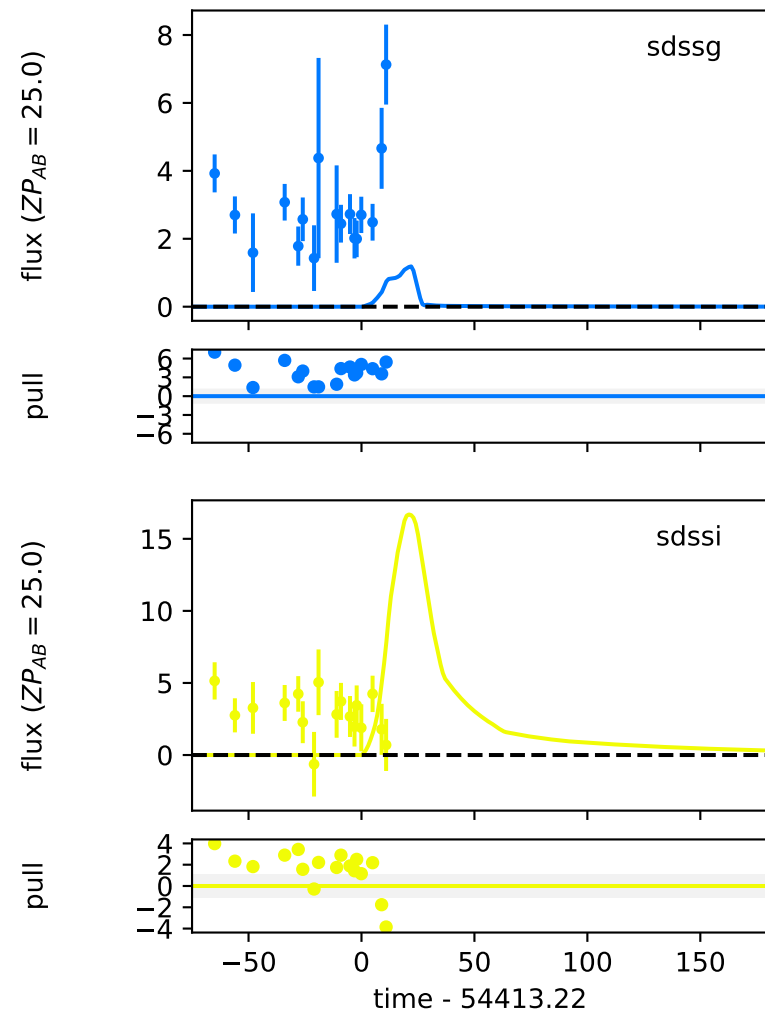 8
sdssg
6
4
2
0
flux (ZP_AB = 25.0)
6
3
0
−3
−6
pull
15
sdssi
10
5
0
flux (ZP_AB = 25.0)
4
2
0
−2
−4
pull
−50 0 50 100 150
time - 54413.22